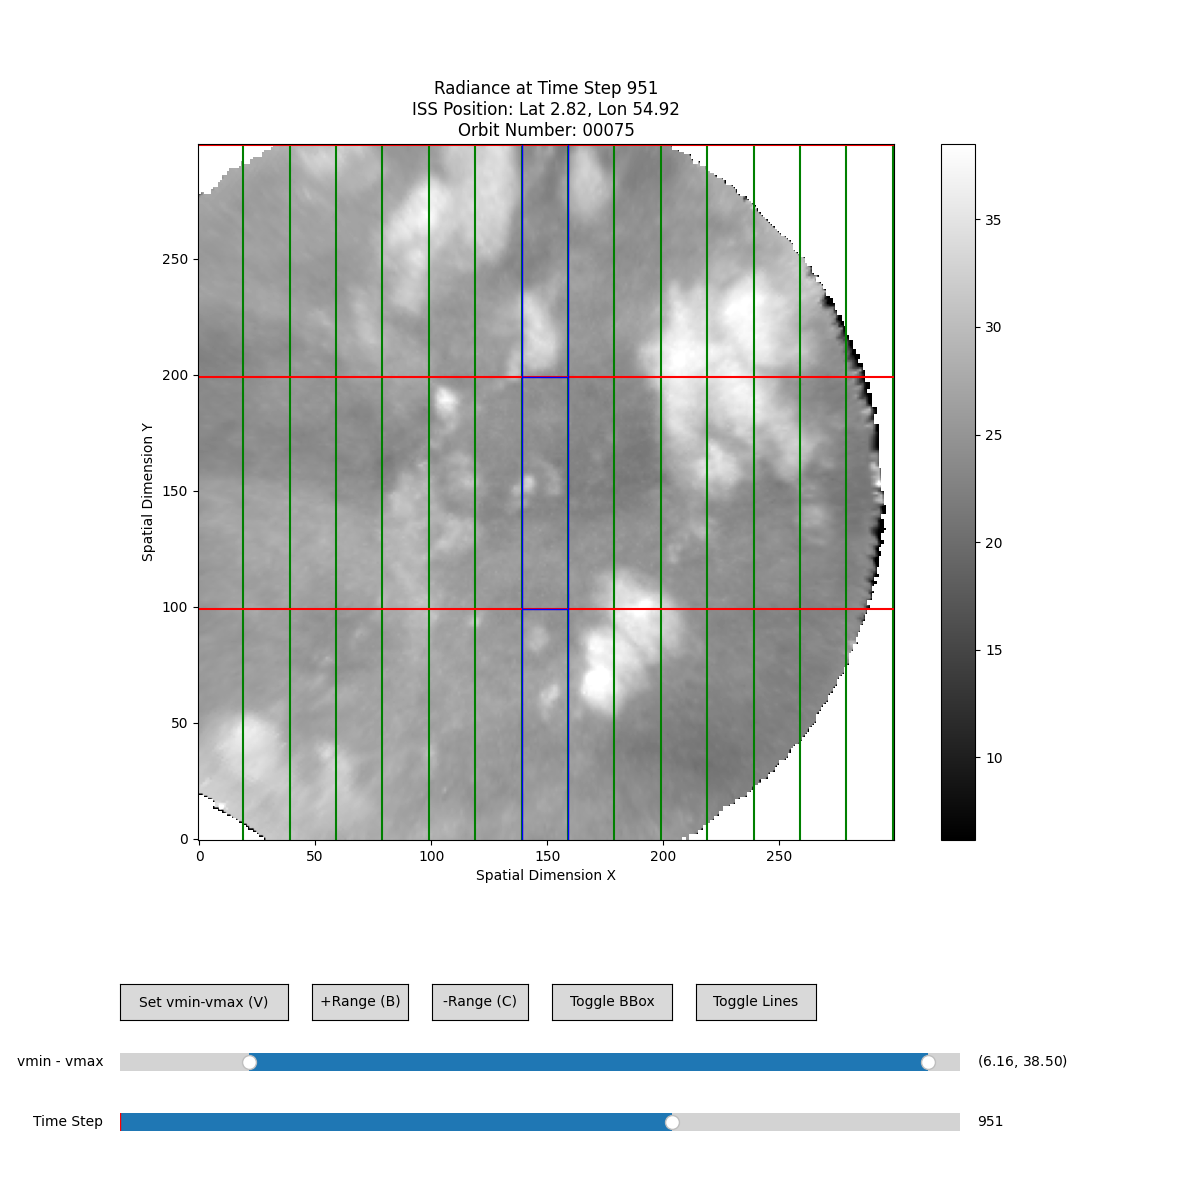 Radiance at Time Step 951
ISS Position: Lat 2.82, Lon 54.92
Orbit Number: 00075
Spatial Dimension Y
250
200
150
100
50
0
0 50 100 150 200 250
Spatial Dimension X
35
30
25
20
15
10
Set vmin-vmax (V) +Range (B) -Range (C) Toggle BBox Toggle Lines
vmin - vmax (6.16, 38.50)
Time Step 951